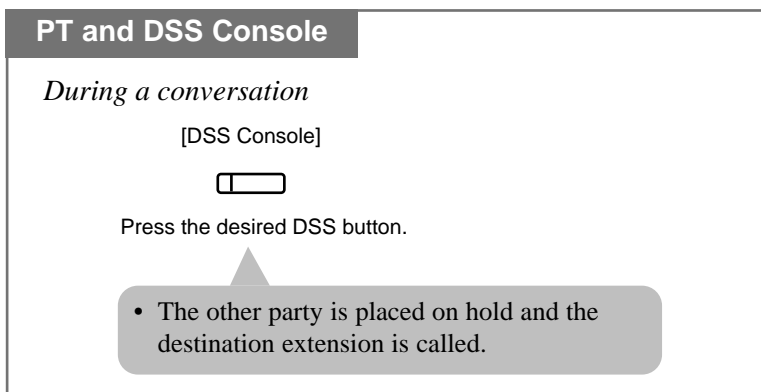 PT and DSS Console
During a conversation
[DSS Console]
Press the desired DSS button.
• The other party is placed on hold and the
destination extension is called.